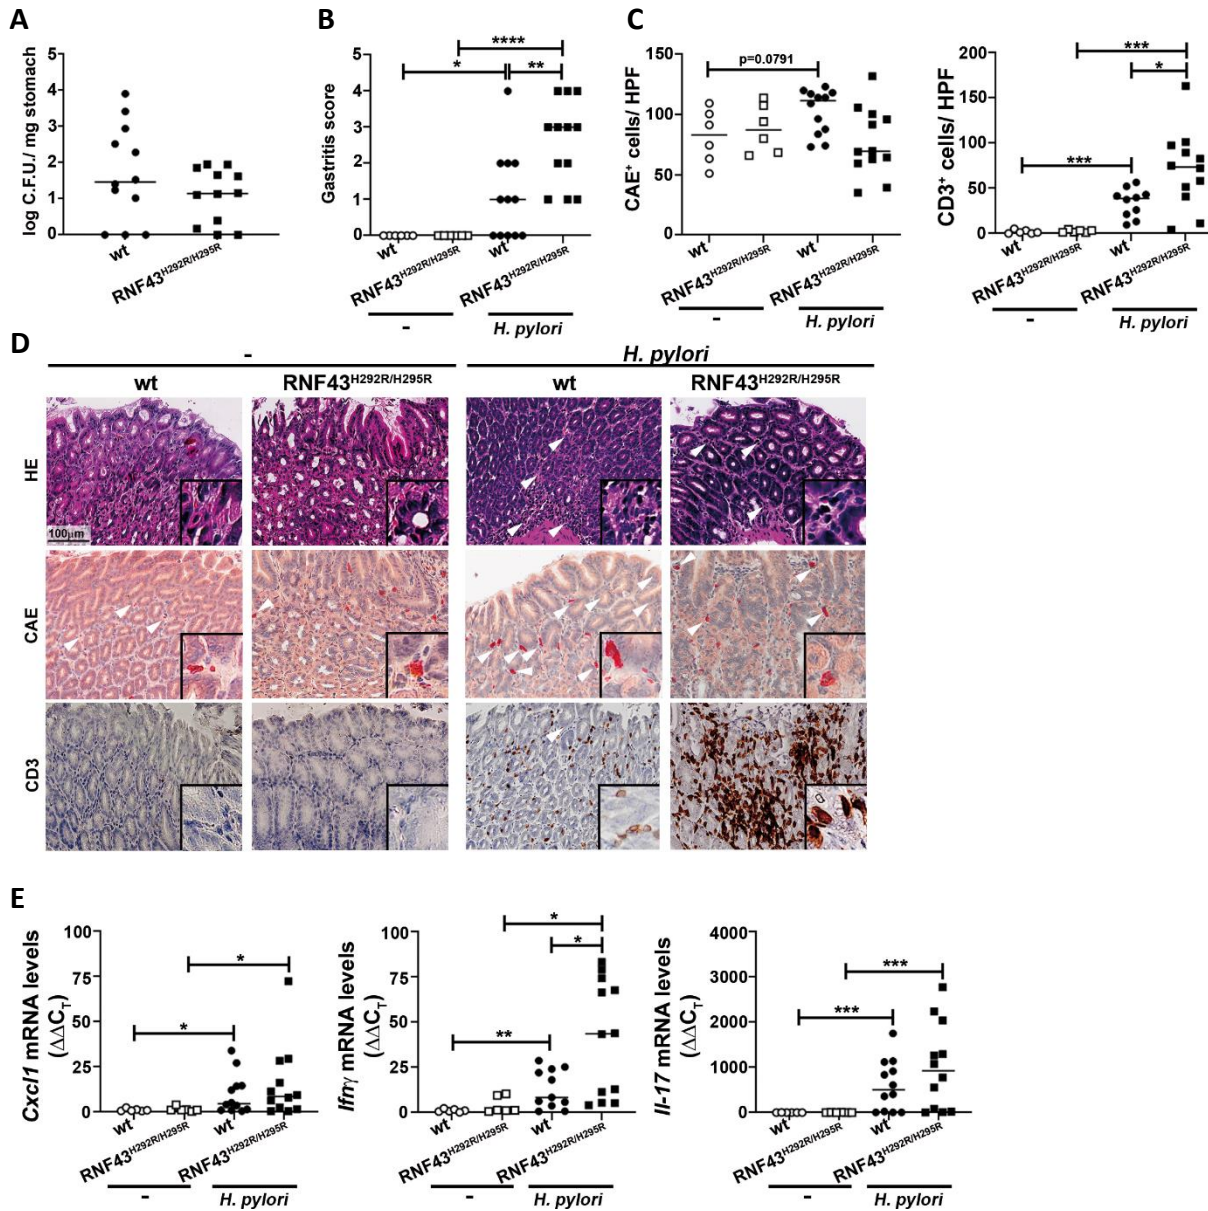 A
log C.F.U./ mg stomach
5
4
3
2
1
0
wt
RNF43H292R/H295R
B
Gastritis score
5
4
3
2
1
0
****
*
**
wt
RNF43H292R/H295R
wt
RNF43H292R/H295R
-
H. pylori
C
CAE+ cells/ HPF
150
100
50
0
p=0.0791
wt
RNF43H292R/H295R
wt
RNF43H292R/H295R
-
H. pylori
CD3+ cells/ HPF
200
150
100
50
0
***
*
***
wt
RNF43H292R/H295R
wt
RNF43H292R/H295R
-
H. pylori
D
-
H. pylori
wt
RNF43H292R/H295R
wt
RNF43H292R/H295R
HE
100μm
CAE
CD3
E
Cxcl1 mRNA levels
(ΔΔCT)
100
75
50
25
0
*
*
wt
RNF43H292R/H295R
wt
RNF43H292R/H295R
-
H. pylori
Ifnγ mRNA levels
(ΔΔCT)
100
75
50
25
0
*
*
**
wt
RNF43H292R/H295R
wt
RNF43H292R/H295R
-
H. pylori
Il-17 mRNA levels
(ΔΔCT)
4000
3000
2000
1000
0
***
***
wt
RNF43H292R/H295R
wt
RNF43H292R/H295R
-
H. pylori